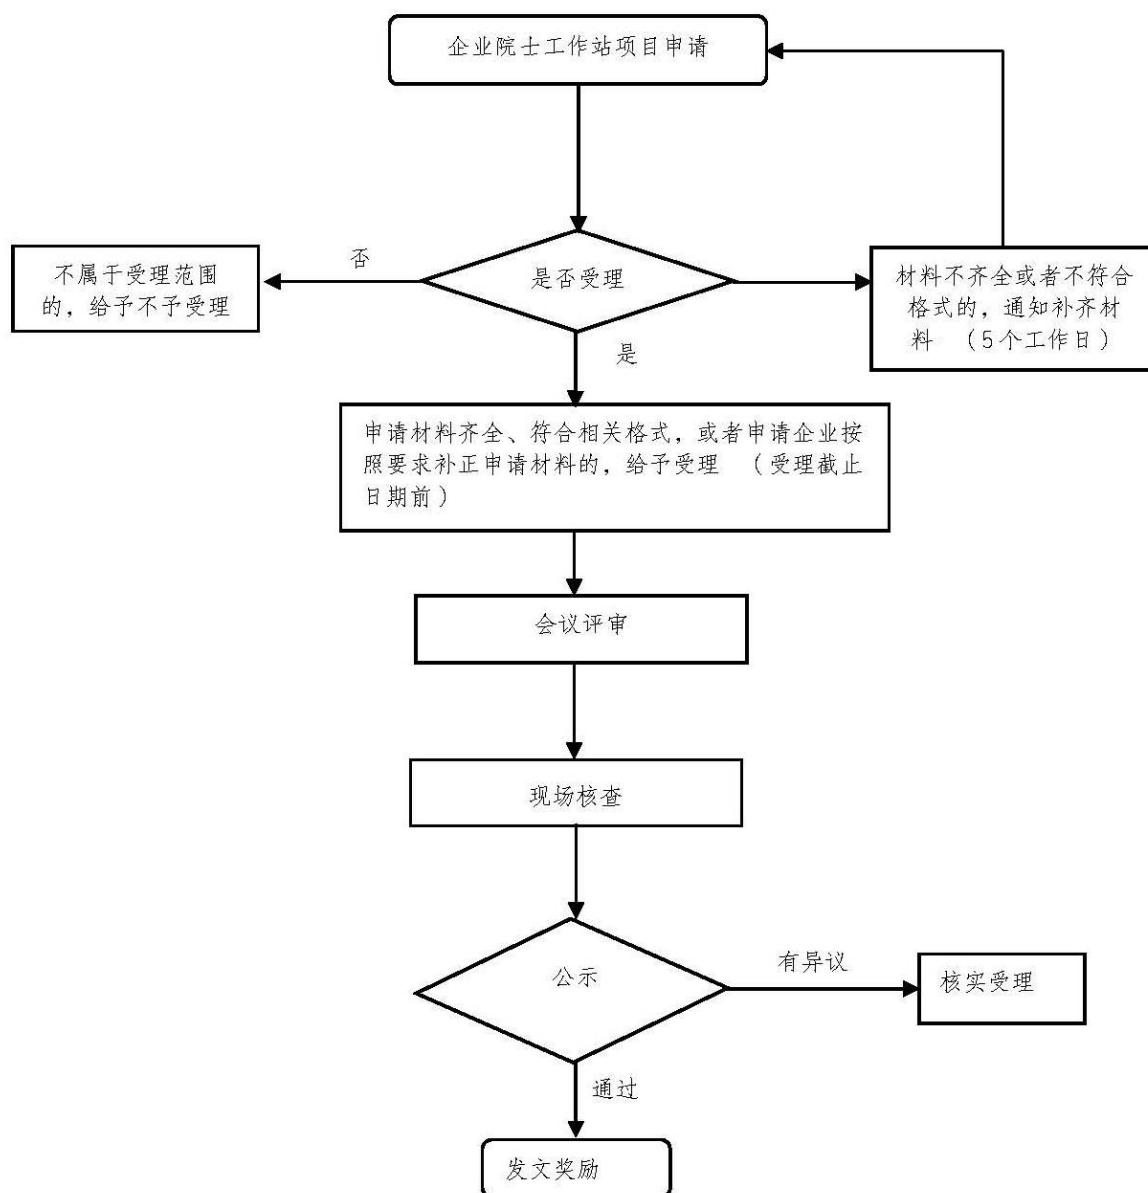 企业院士工作站项目申请
否
是否受理
不属于受理范围
的，给予不予受理
材料不齐全或者不符合
格式的，通知补齐材
料 （5个工作日）
是
申请材料齐全、符合相关格式，或者申请企业按
照要求补正申请材料的，给予受理 （受理截止
日期前）
会议评审
现场核查
公示
有异议
核实受理
通过
发文奖励